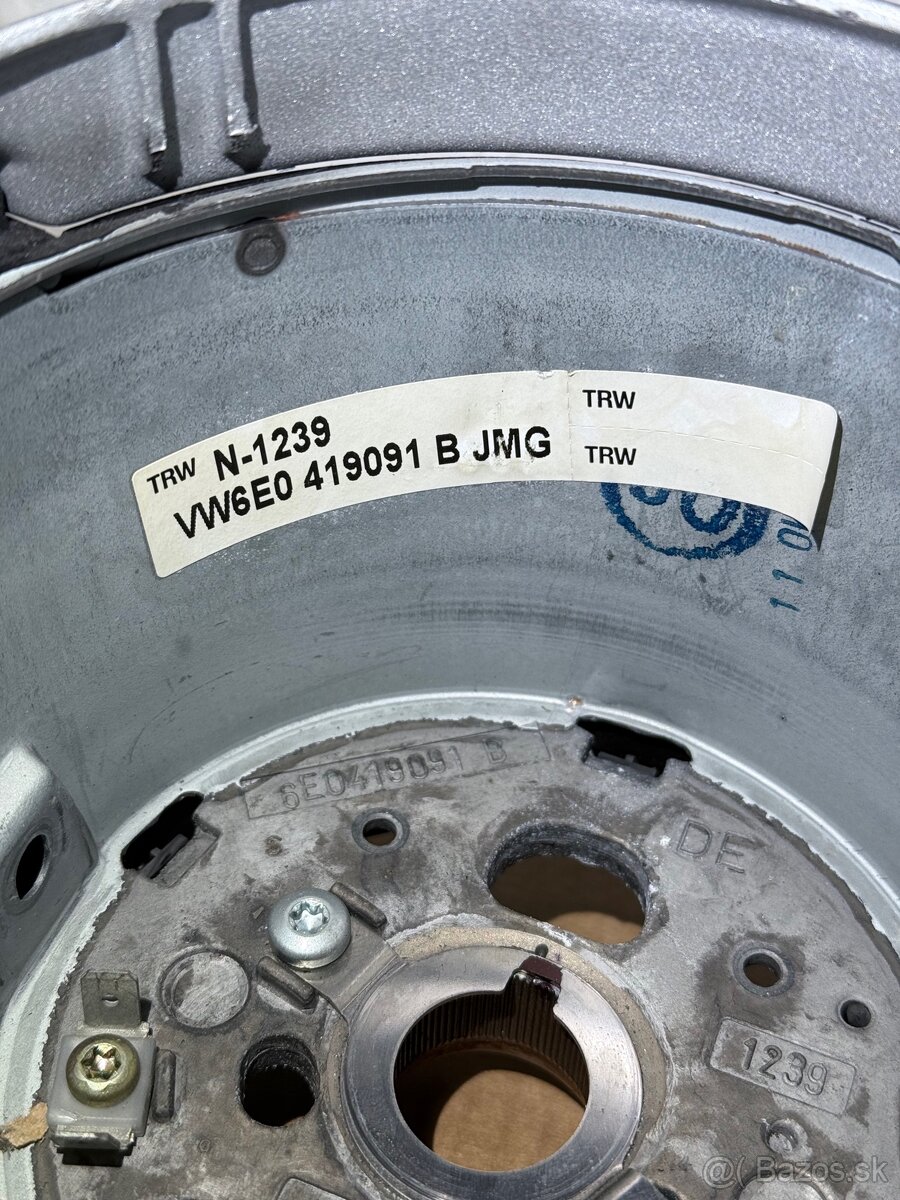 TRW N-1239
VW6E0 419091 B JMG
TRW
TRW
6E0419091 B
DE
1239
@( Bazos.sk